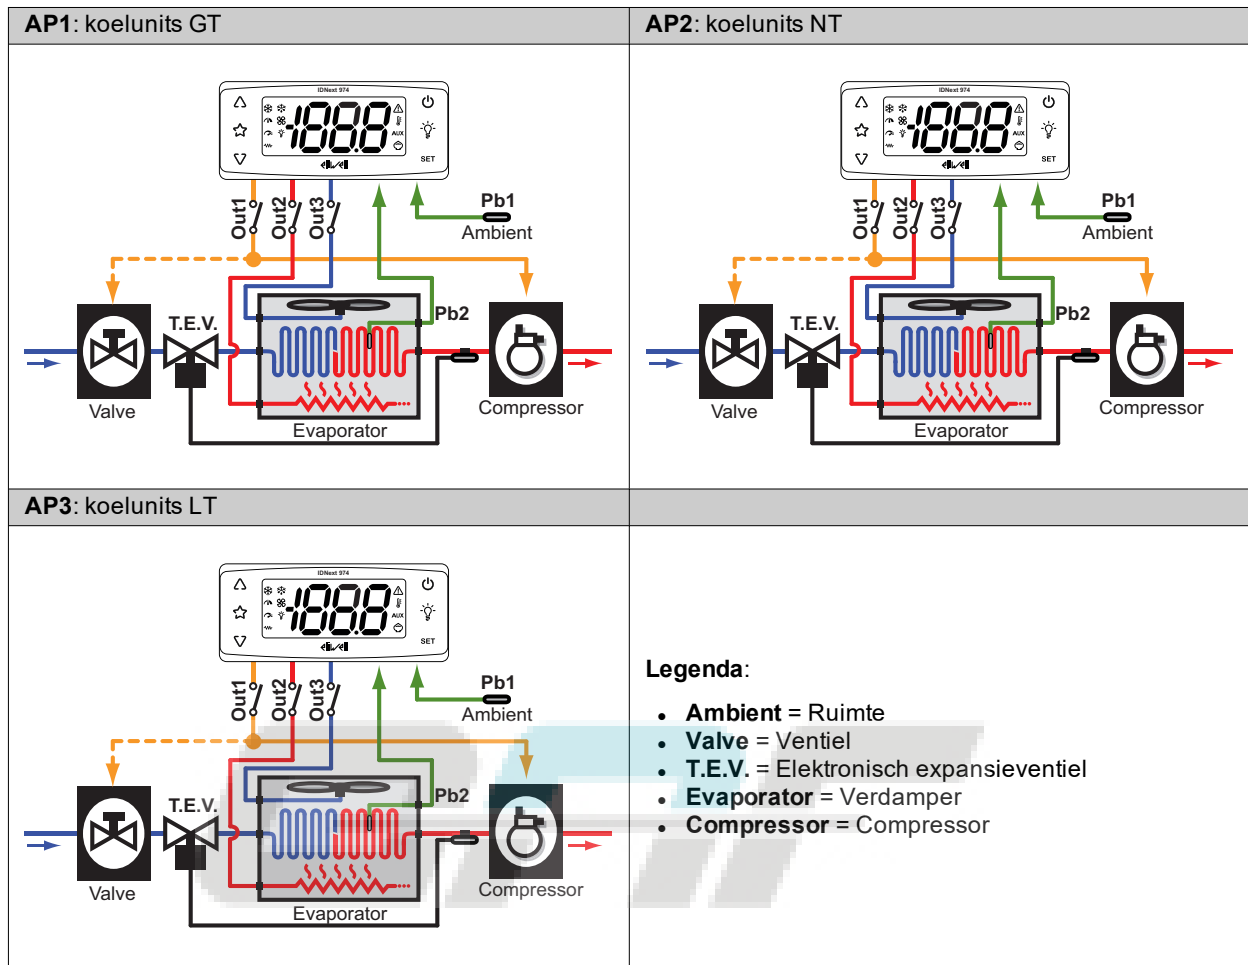 AP1: koelunits GT
AP2: koelunits NT
IDNext 974
188.8
AUX
SET
eliwell
Out1
Out2
Out3
Pb1
Ambient
Pb2
T.E.V.
Valve
Evaporator
Compressor
IDNext 974
188.8
AUX
SET
eliwell
Out1
Out2
Out3
Pb1
Ambient
Pb2
T.E.V.
Valve
Evaporator
Compressor
AP3: koelunits LT
IDNext 974
188.8
AUX
SET
eliwell
Out1
Out2
Out3
Pb1
Ambient
Pb2
T.E.V.
Valve
Evaporator
Compressor
Legenda:
• Ambient = Ruimte
• Valve = Ventiel
• T.E.V. = Elektronisch expansieventiel
• Evaporator = Verdamper
• Compressor = Compressor